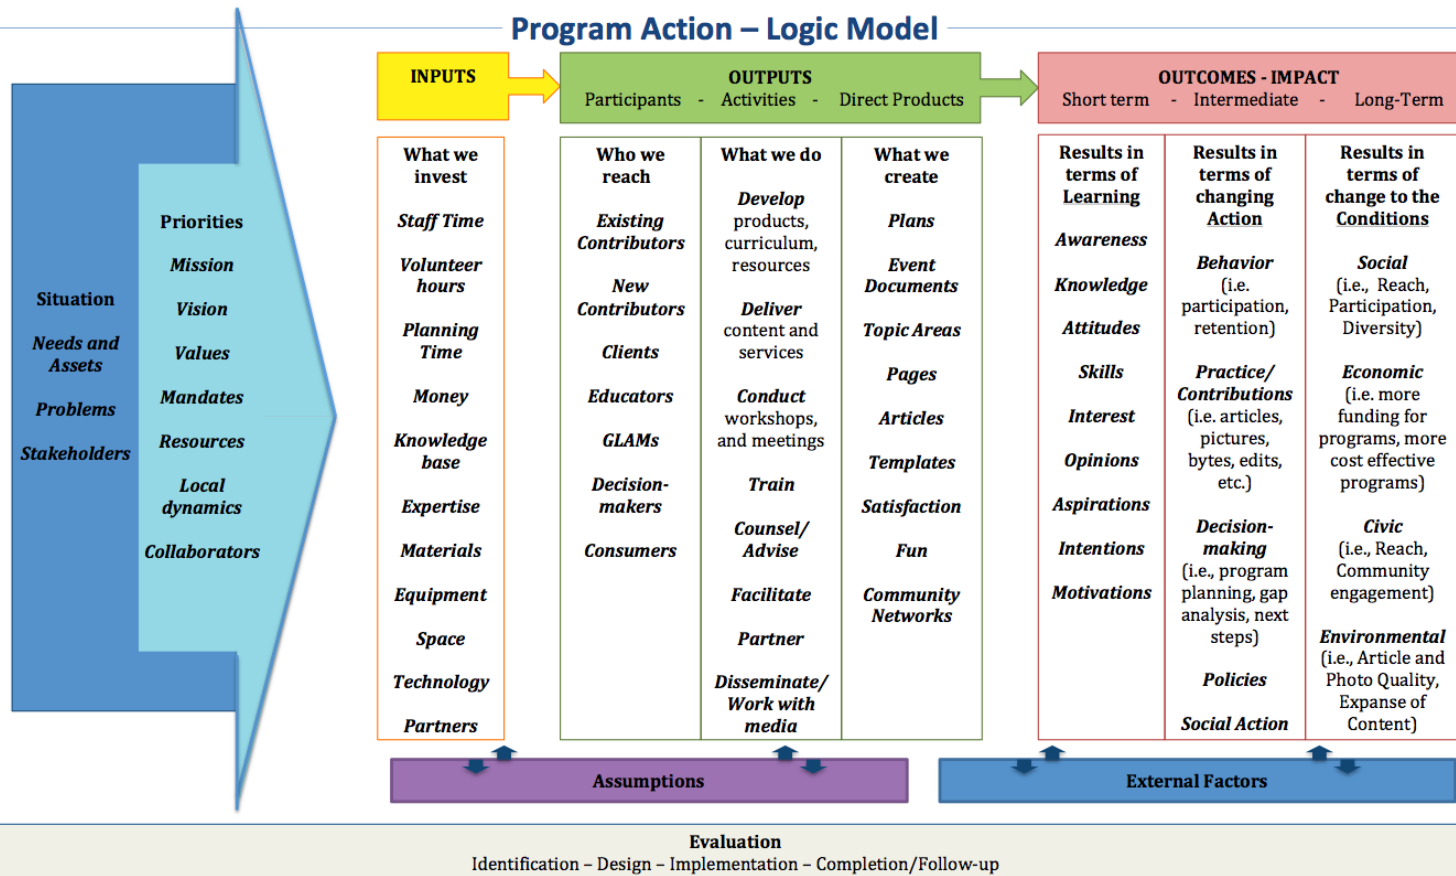 Program Action – Logic Model
Situation
Needs and
Assets
Problems
Stakeholders
Priorities
Mission
Vision
Values
Mandates
Resources
Local
dynamics
Collaborators
INPUTS
What we
invest
Staff Time
Volunteer
hours
Planning
Time
Money
Knowledge
base
Expertise
Materials
Equipment
Space
Technology
Partners
OUTPUTS
Participants - Activities - Direct Products
Who we
reach
Existing
Contributors
New
Contributors
Clients
Educators
GLAMs
Decision-
makers
Consumers
What we do
Develop
products,
curriculum,
resources
Deliver
content and
services
Conduct
workshops,
and meetings
Train
Counsel/
Advise
Facilitate
Partner
Disseminate/
Work with
media
What we
create
Plans
Event
Documents
Topic Areas
Pages
Articles
Templates
Satisfaction
Fun
Community
Networks
OUTCOMES - IMPACT
Short term - Intermediate - Long-Term
Results in
terms of
Learning
Awareness
Knowledge
Attitudes
Skills
Interest
Opinions
Aspirations
Intentions
Motivations
Results in
terms of
changing
Action
Behavior
(i.e.
participation,
retention)
Practice/
Contributions
(i.e. articles,
pictures,
bytes, edits,
etc.)
Decision-
making
(i.e., program
planning, gap
analysis, next
steps)
Policies
Social Action
Results in
terms of
change to the
Conditions
Social
(i.e., Reach,
Participation,
Diversity)
Economic
(i.e. more
funding for
programs, more
cost effective
programs)
Civic
(i.e., Reach,
Community
engagement)
Environmental
(i.e., Article and
Photo Quality,
Expanse of
Content)
Assumptions
External Factors
Evaluation
Identification – Design – Implementation – Completion/Follow-up